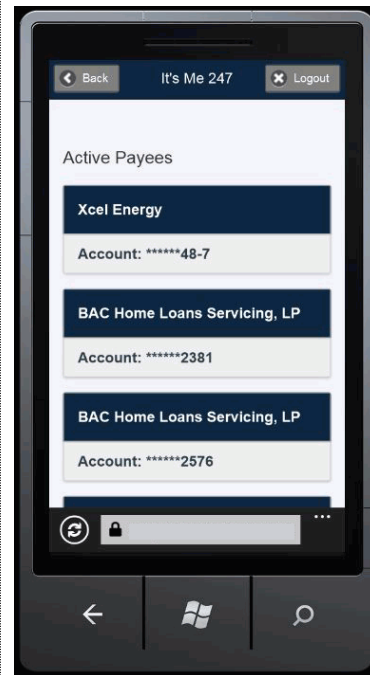 Back It's Me 247 Logout
Active Payees
Xcel Energy
Account: ******48-7
BAC Home Loans Servicing, LP
Account: ******2381
BAC Home Loans Servicing, LP
Account: ******2576